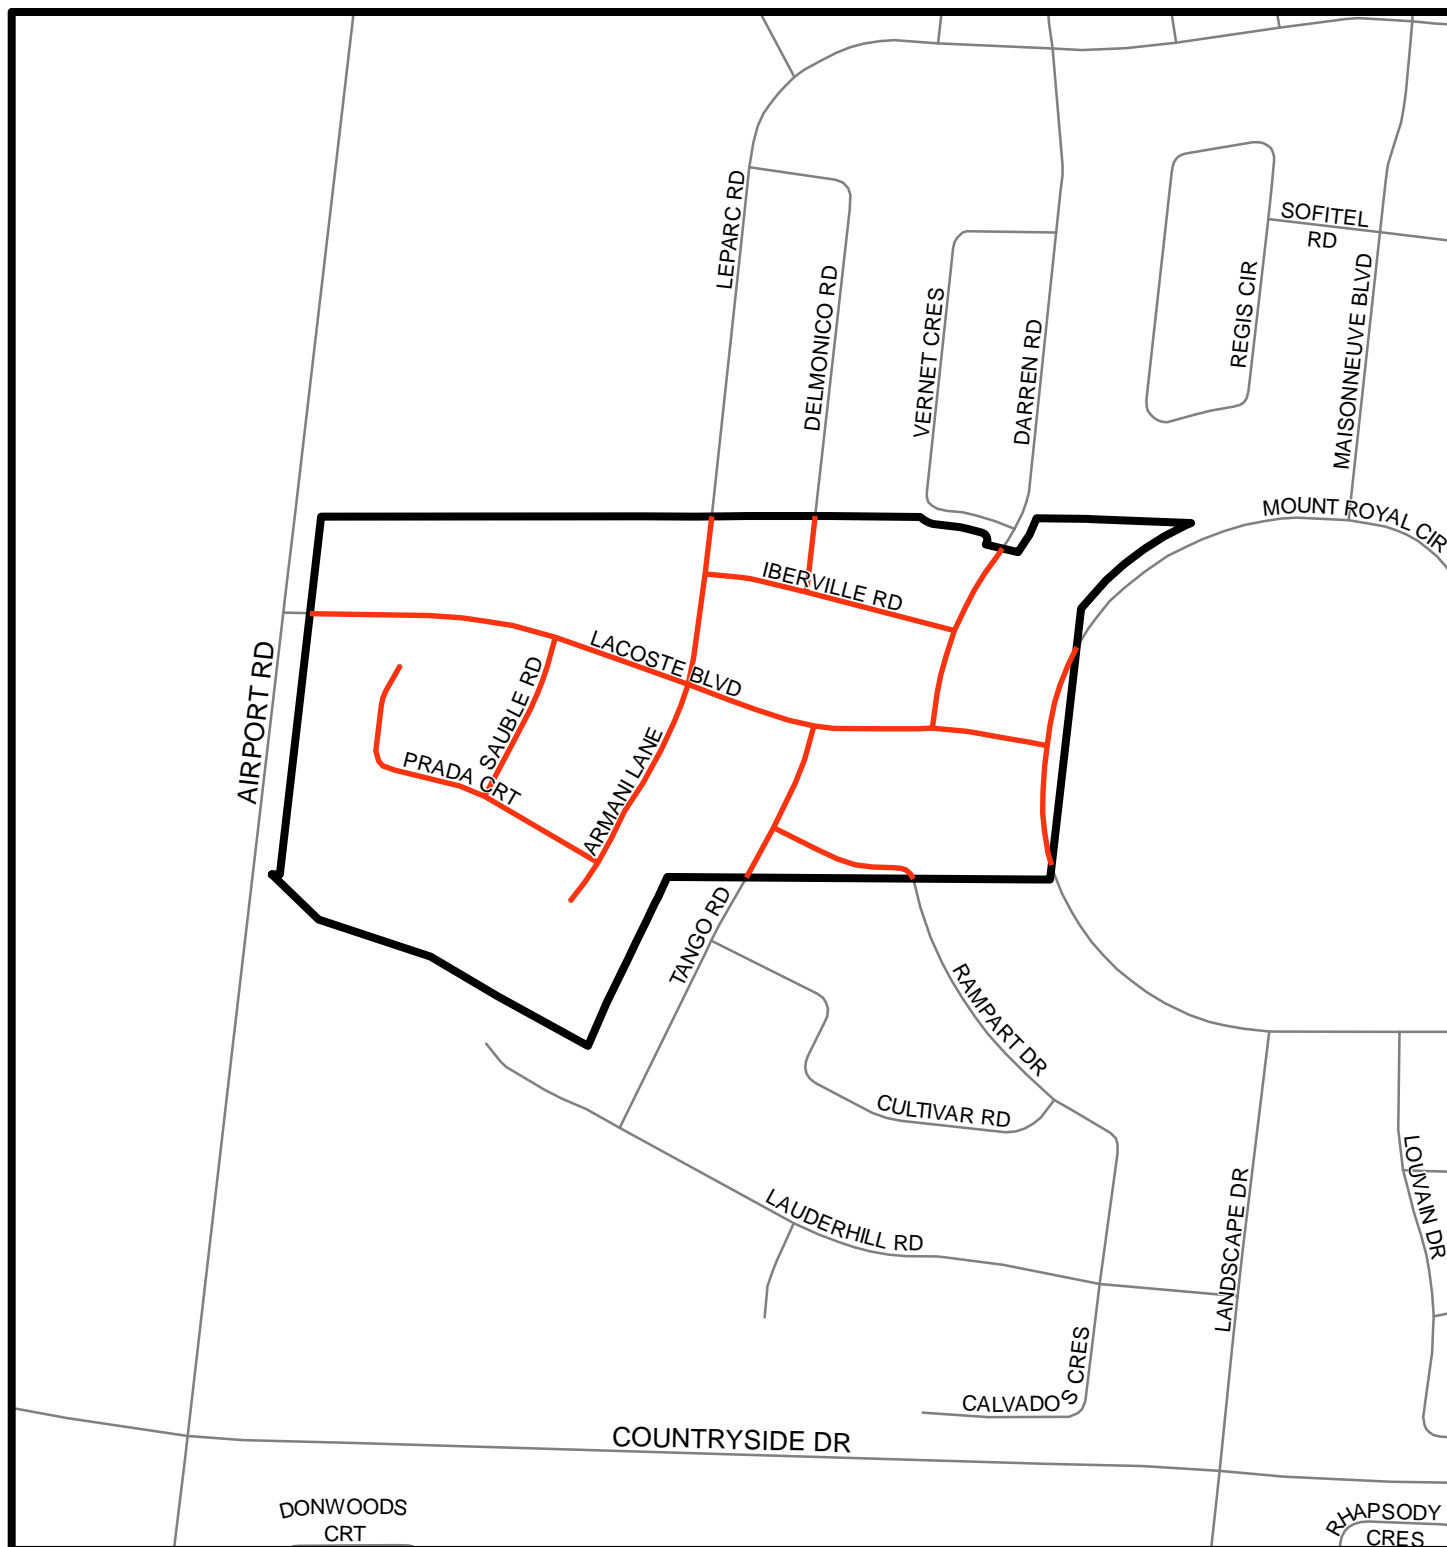 LEPARC RD
DELMONICO RD
VERNET CRES
DARREN RD
SOFITEL
RD
REGIS CIR
MAISONNEUVE BLVD
MOUNT ROYAL CIR
IBERVILLE RD
LACOSTE BLVD
AIRPORT RD
SAUBLE RD
PRADA CRT
ARMANI LANE
TANGO RD
RAMPART DR
CULTIVAR RD
LAUDERHILL RD
LANDSCAPE DR
LOUVAIN DR
CALVADOS CRES
COUNTRYSIDE DR
DONWOODS
CRT
RHAPSODY
CRES